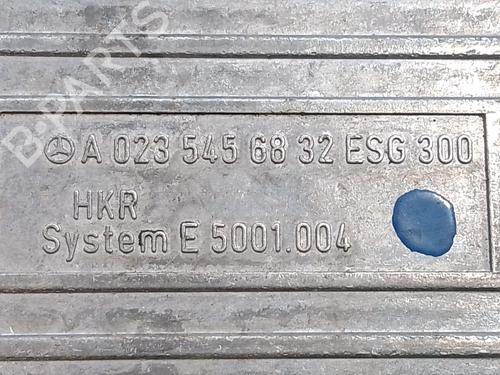 B-PARTS
A 023 545 68 32 ESG 300
HKR
System E 5001.004